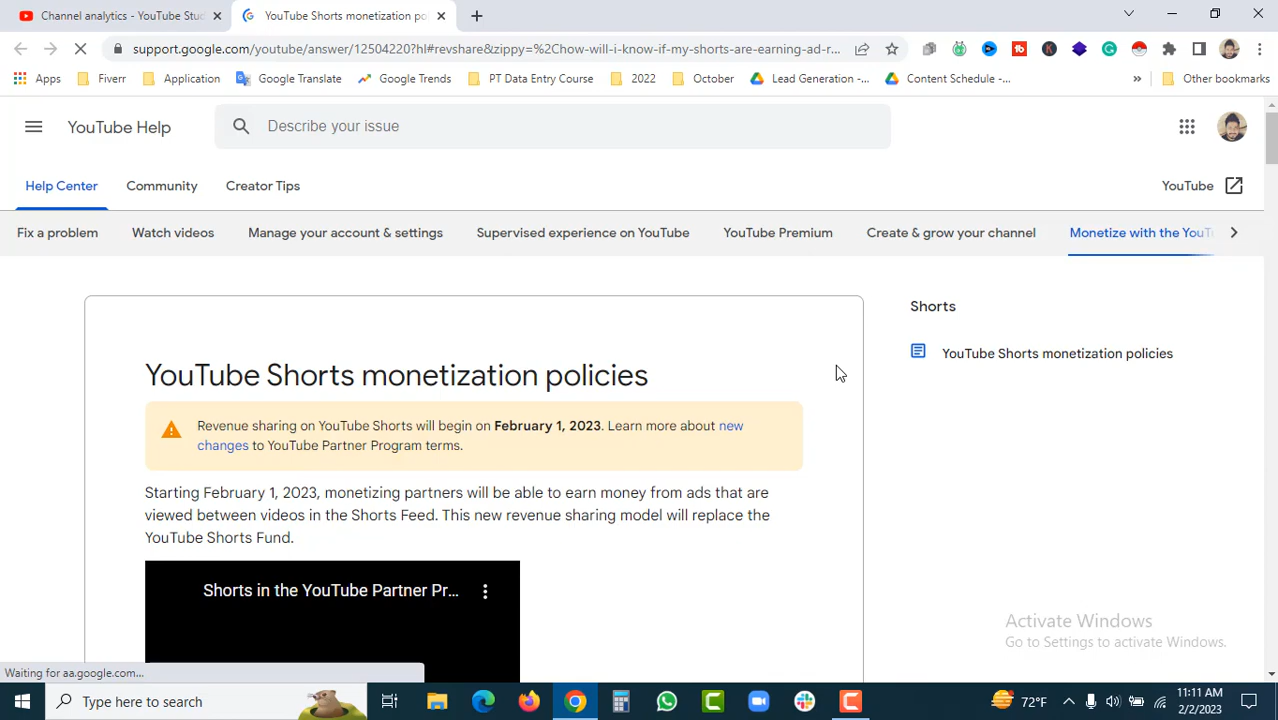 Channel analytics - YouTube Stud
YouTube Shorts monetization po
support.google.com/youtube/answer/12504220?hl#revshare&zippy=%2Chow-will-i-know-if-my-shorts-are-earning-ad-r...
Apps
Fiverr
Application
Google Translate
Google Trends
PT Data Entry Course
2022
October
Lead Generation -...
Content Schedule -...
»
Other bookmarks
YouTube Help
Describe your issue
Help Center
Community
Creator Tips
YouTube
Fix a problem
Watch videos
Manage your account & settings
Supervised experience on YouTube
YouTube Premium
Create & grow your channel
Monetize with the YouT
YouTube Shorts monetization policies
Revenue sharing on YouTube Shorts will begin on February 1, 2023. Learn more about new
changes to YouTube Partner Program terms.
Starting February 1, 2023, monetizing partners will be able to earn money from ads that are
viewed between videos in the Shorts Feed. This new revenue sharing model will replace the
YouTube Shorts Fund.
Shorts in the YouTube Partner Pr...
Shorts
YouTube Shorts monetization policies
Activate Windows
Go to Settings to activate Windows.
Waiting for aa.google.com...
Type here to search
72°F
11:11 AM
2/2/2023